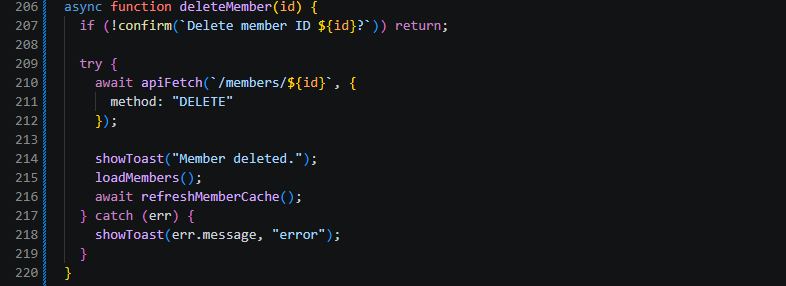 206 async function deleteMember(id) {
207   if (!confirm(`Delete member ID ${id}?`)) return;
208
209   try {
210     await apiFetch(`/members/${id}`, {
211       method: "DELETE"
212     });
213
214     showToast("Member deleted.");
215     loadMembers();
216     await refreshMemberCache();
217   } catch (err) {
218     showToast(err.message, "error");
219   }
220 }